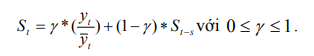 S_t = γ * (y_t / ȳ_t) + (1 − γ) * S_{t−s} với 0 ≤ γ ≤ 1.